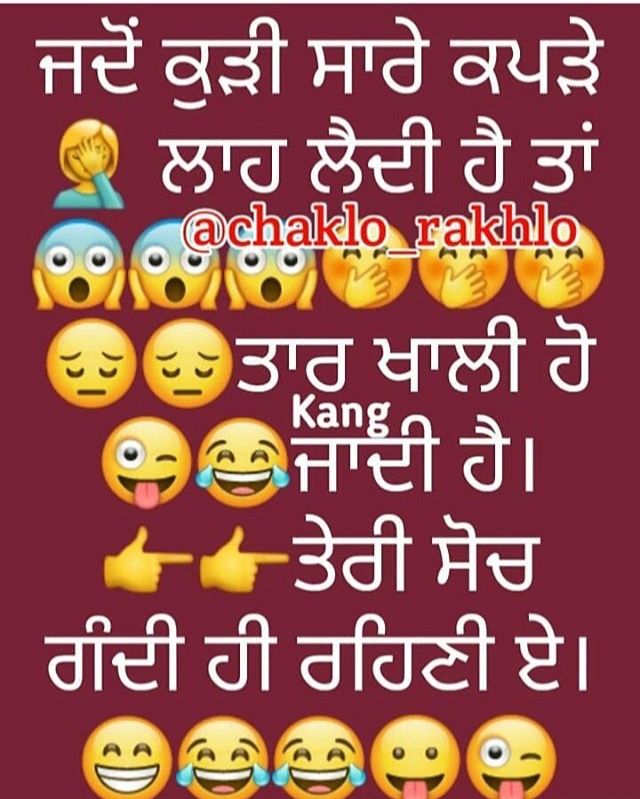 ਜਦੋਂ ਕੁੜੀ ਸਾਰੇ ਕਪੜੇ
🤦 ਲਾਹ ਲੈਦੀ ਹੈ ਤਾਂ
@chaklo_rakhlo
😱😱😱🤭🤭🤭
😔😔ਤਾਰ ਖਾਲੀ ਹੋ
Kang
😜😂ਜਾਂਦੀ ਹੈ।
👉👉ਤੇਰੀ ਸੋਚ
ਗੰਦੀ ਹੀ ਰਹਿਣੀ ਏ।
😁😂😂😛😜